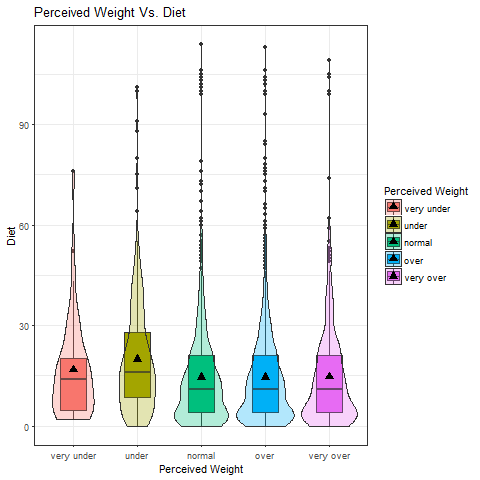 Perceived Weight Vs. Diet
Diet
90
60
30
0
very under
under
normal
over
very over
Perceived Weight
Perceived Weight
very under
under
normal
over
very over